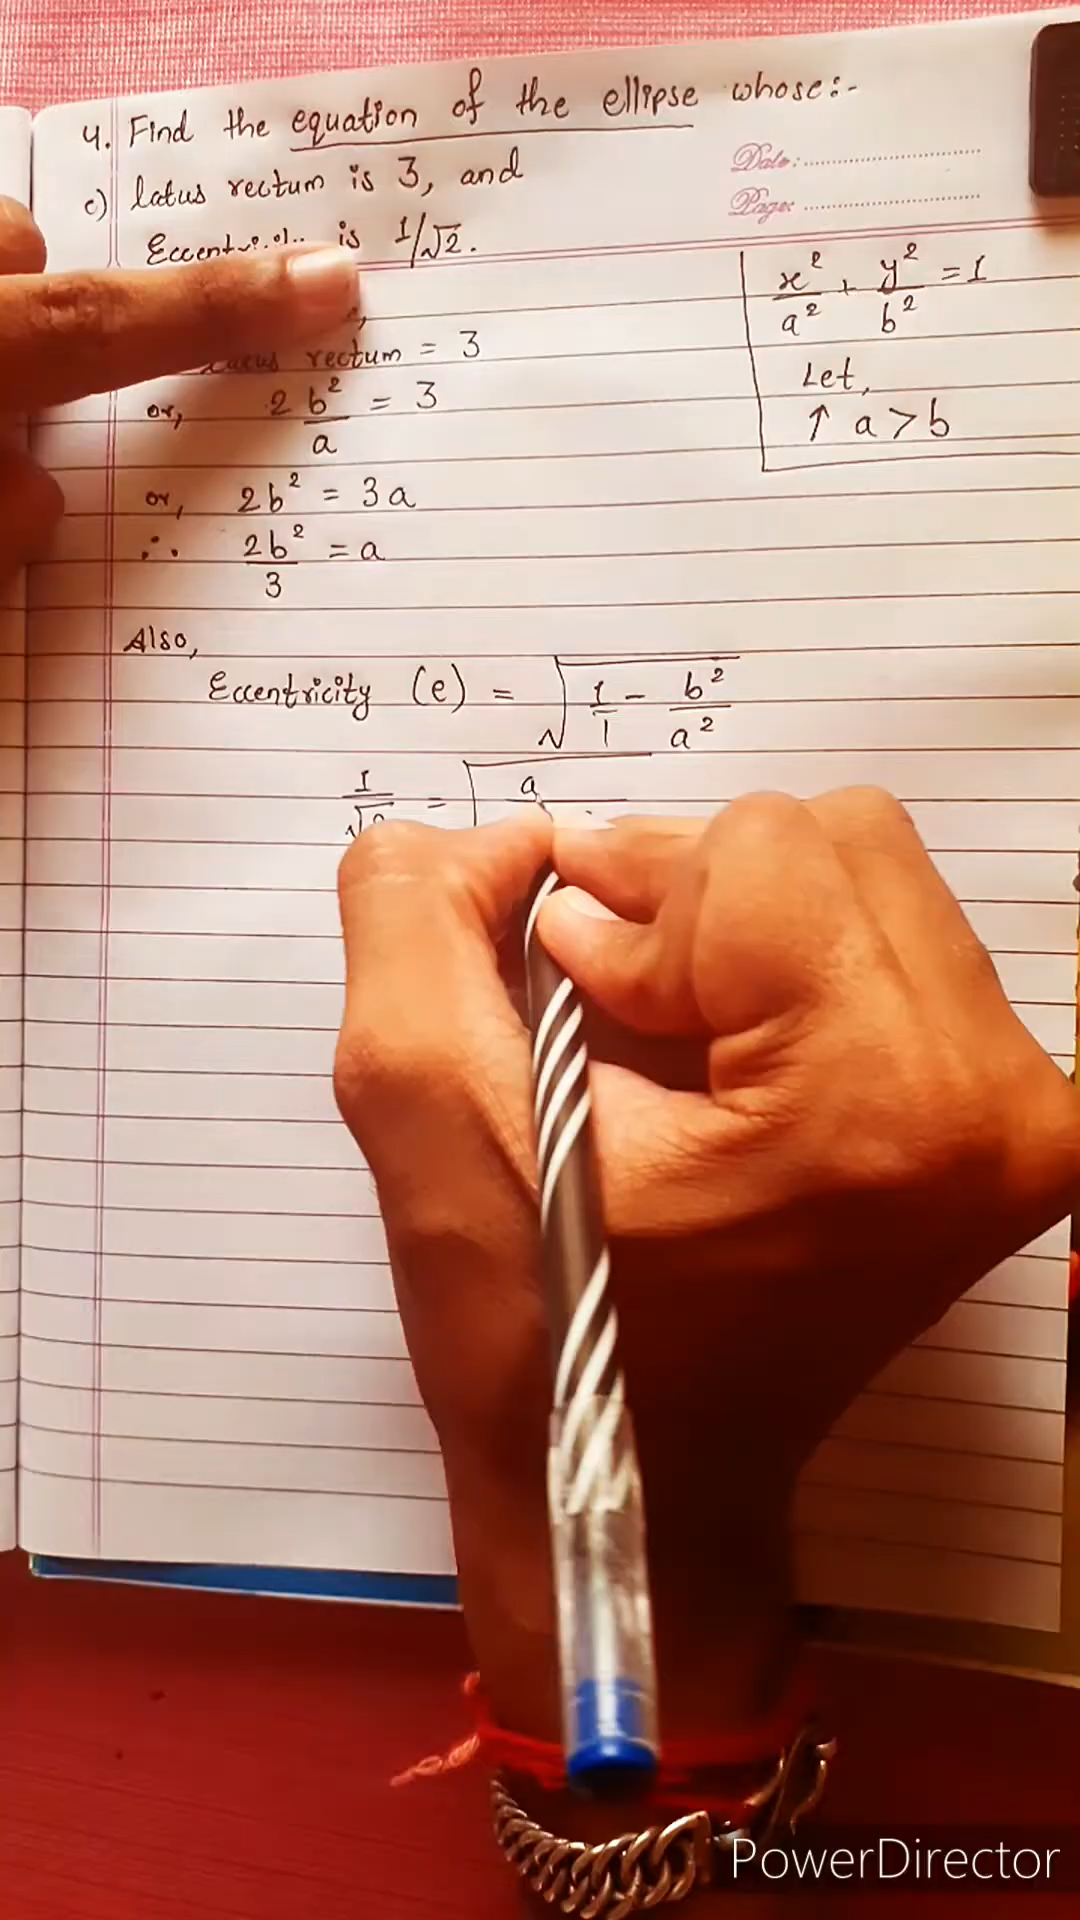 4. Find the equation of the ellipse whose:-
c) latus rectum is 3, and
is 1/√2.
Date:
Page:
x²/a² + y²/b² = 1
Let,
↑ a > b
rectum = 3
or, 2b²/a = 3
or, 2b² = 3a
∴ 2b²/3 = a
Also,
Eccentricity (e) = √(1/1 - b²/a²)
1/√ = √ a
PowerDirector